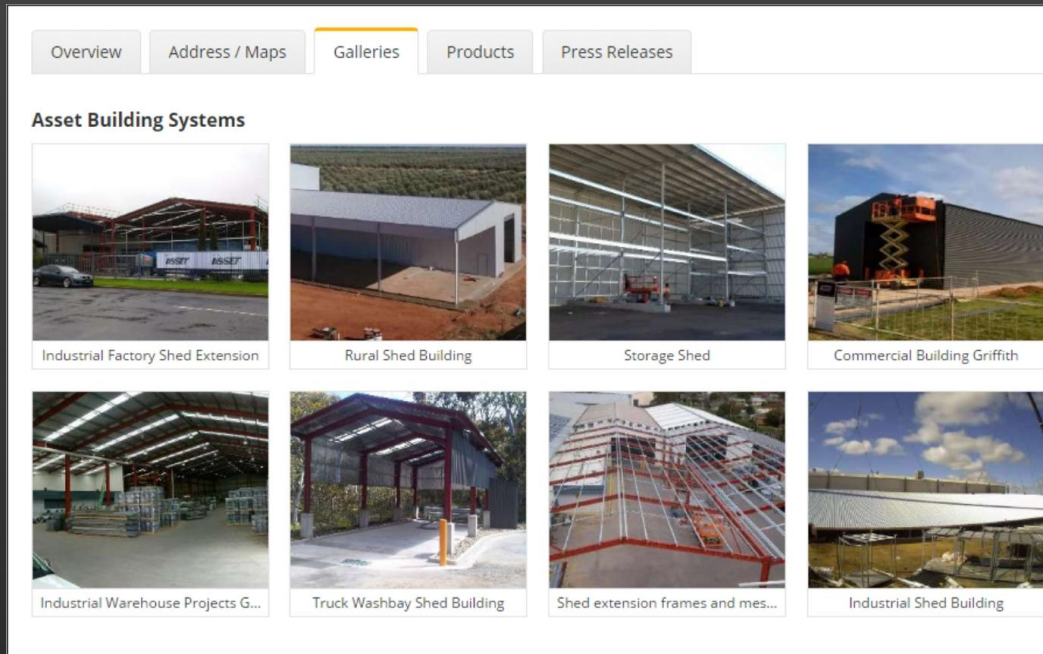 Overview
Address / Maps
Galleries
Products
Press Releases
Asset Building Systems
ASSET
ASSET
Industrial Factory Shed Extension
Rural Shed Building
Storage Shed
Commercial Building Griffith
Industrial Warehouse Projects G...
Truck Washbay Shed Building
Shed extension frames and mes...
Industrial Shed Building